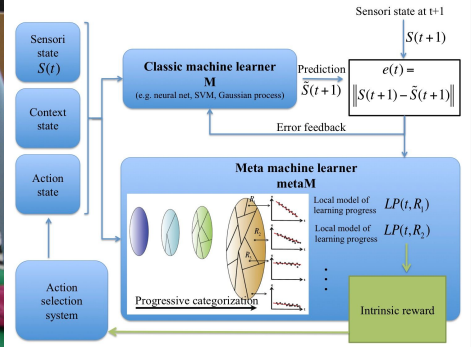 Sensori state at t+1
S(t+1)
Sensori
state
S(t)
Context
state
Action
state
Classic machine learner
M
(e.g. neural net, SVM, Gaussian process)
Prediction
S̃(t+1)
e(t) =
‖S(t+1) − S̃(t+1)‖
Error feedback
Meta machine learner
metaM
R₁
R₂
R₃
Progressive categorization
Local model of
learning progress
LP(t, R₁)
Local model of
learning progress
LP(t, R₂)
Action
selection
system
Intrinsic reward